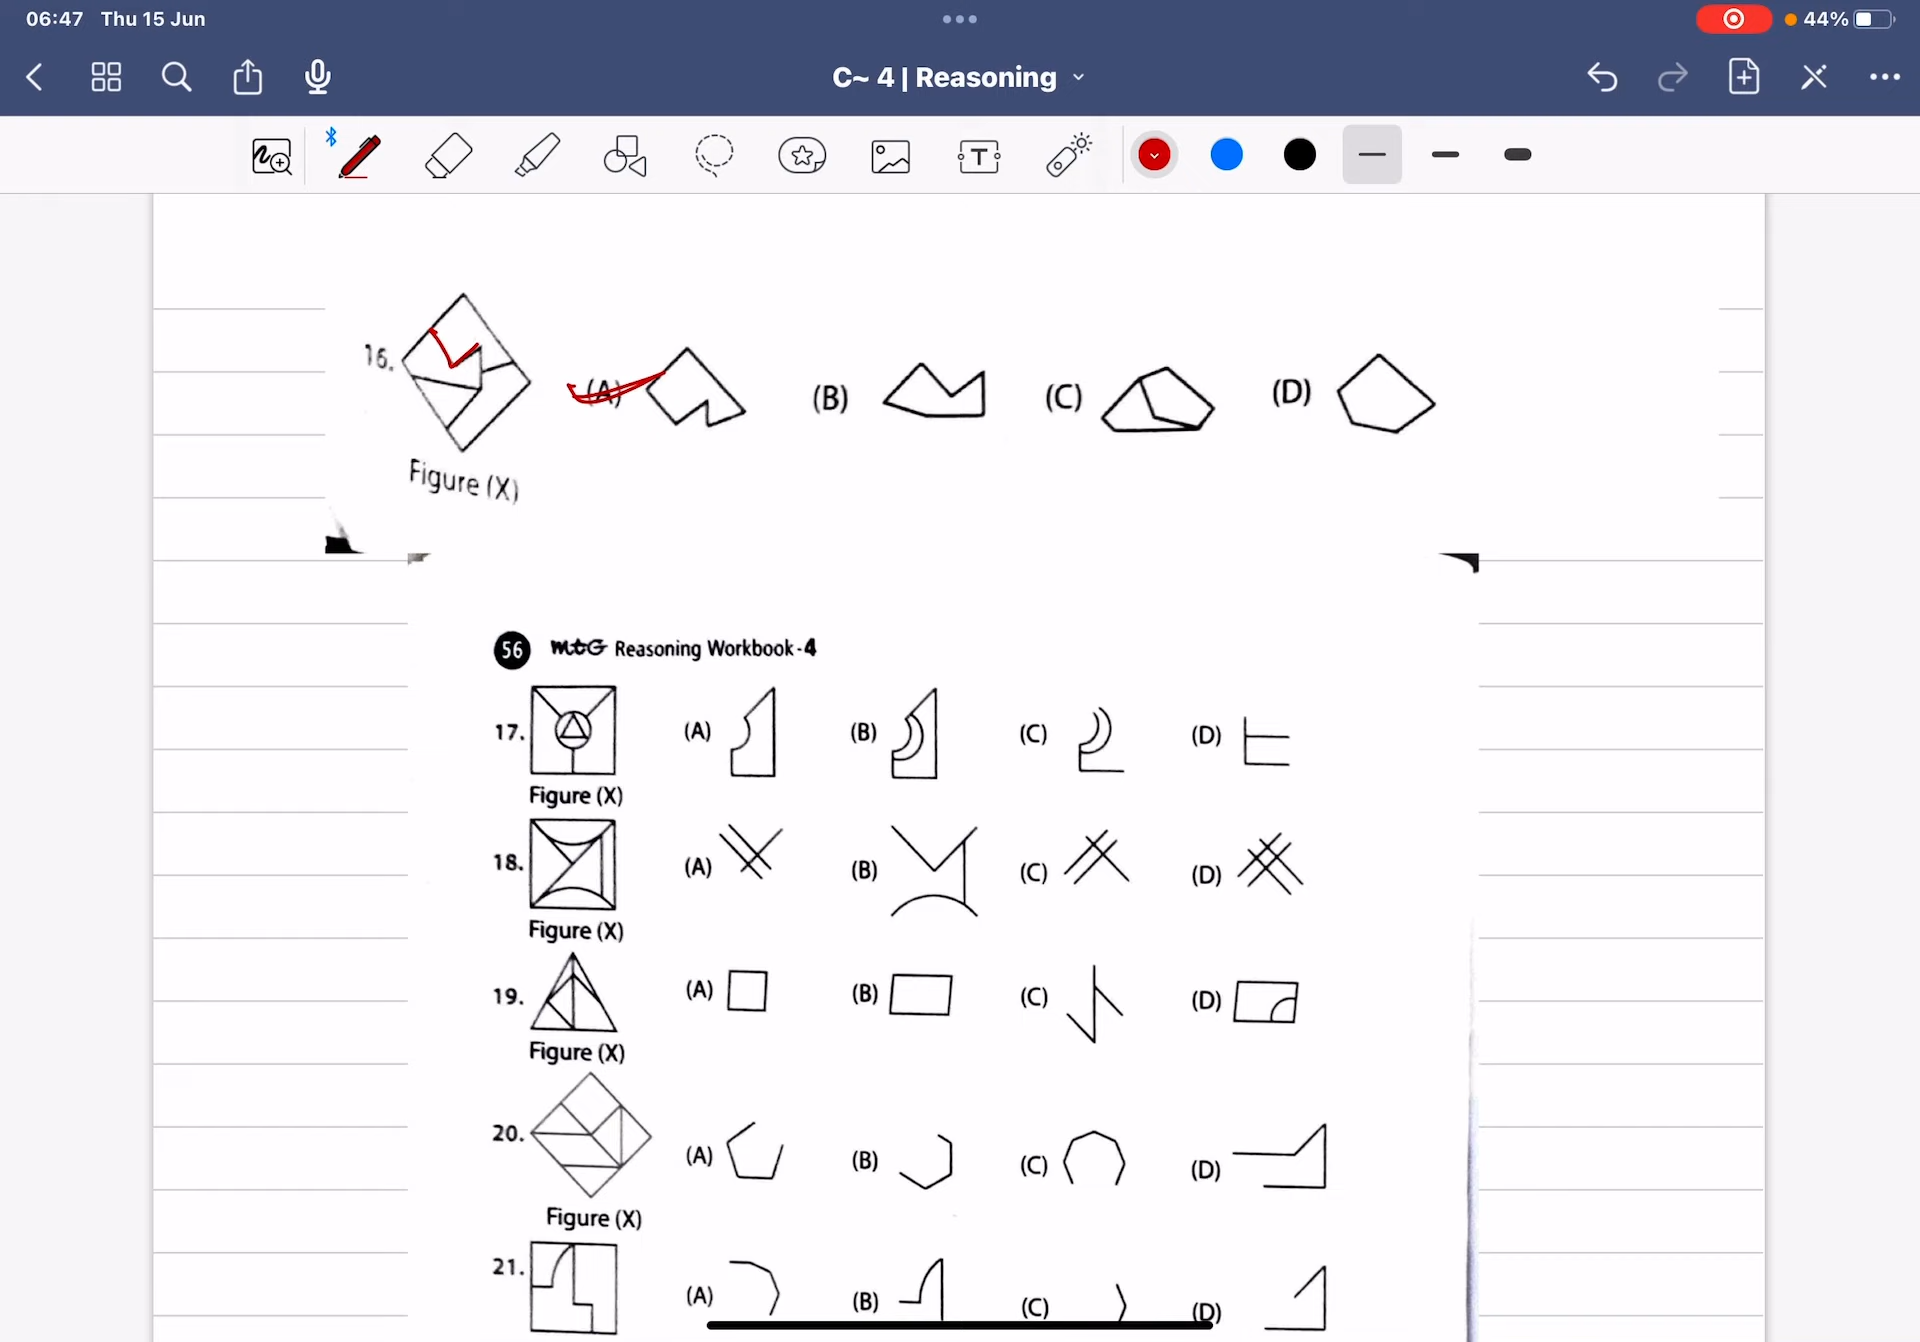 06:47 Thu 15 Jun
44%
C~ 4 | Reasoning
T
16.
(A)
(B)
(C)
(D)
Figure (X)
56 mtG Reasoning Workbook-4
17.
(A)
(B)
(C)
(D)
Figure (X)
18.
(A)
(B)
(C)
(D)
Figure (X)
19.
(A)
(B)
(C)
(D)
Figure (X)
20.
(A)
(B)
(C)
(D)
Figure (X)
21.
(A)
(B)
(C)
(D)